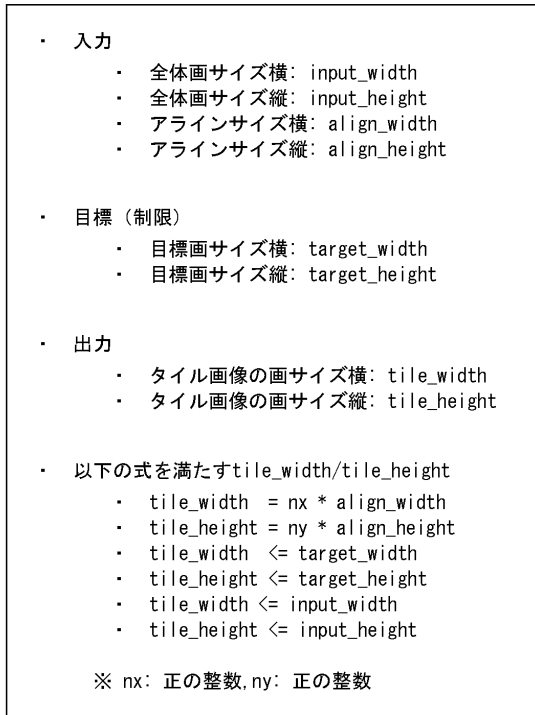 ・ 入力
・ 全体画サイズ横: input_width
・ 全体画サイズ縦: input_height
・ アラインサイズ横: align_width
・ アラインサイズ縦: align_height
・ 目標（制限）
・ 目標画サイズ横: target_width
・ 目標画サイズ縦: target_height
・ 出力
・ タイル画像の画サイズ横: tile_width
・ タイル画像の画サイズ縦: tile_height
・ 以下の式を満たすtile_width/tile_height
・ tile_width = nx * align_width
・ tile_height = ny * align_height
・ tile_width <= target_width
・ tile_height <= target_height
・ tile_width <= input_width
・ tile_height <= input_height
※ nx: 正の整数, ny: 正の整数